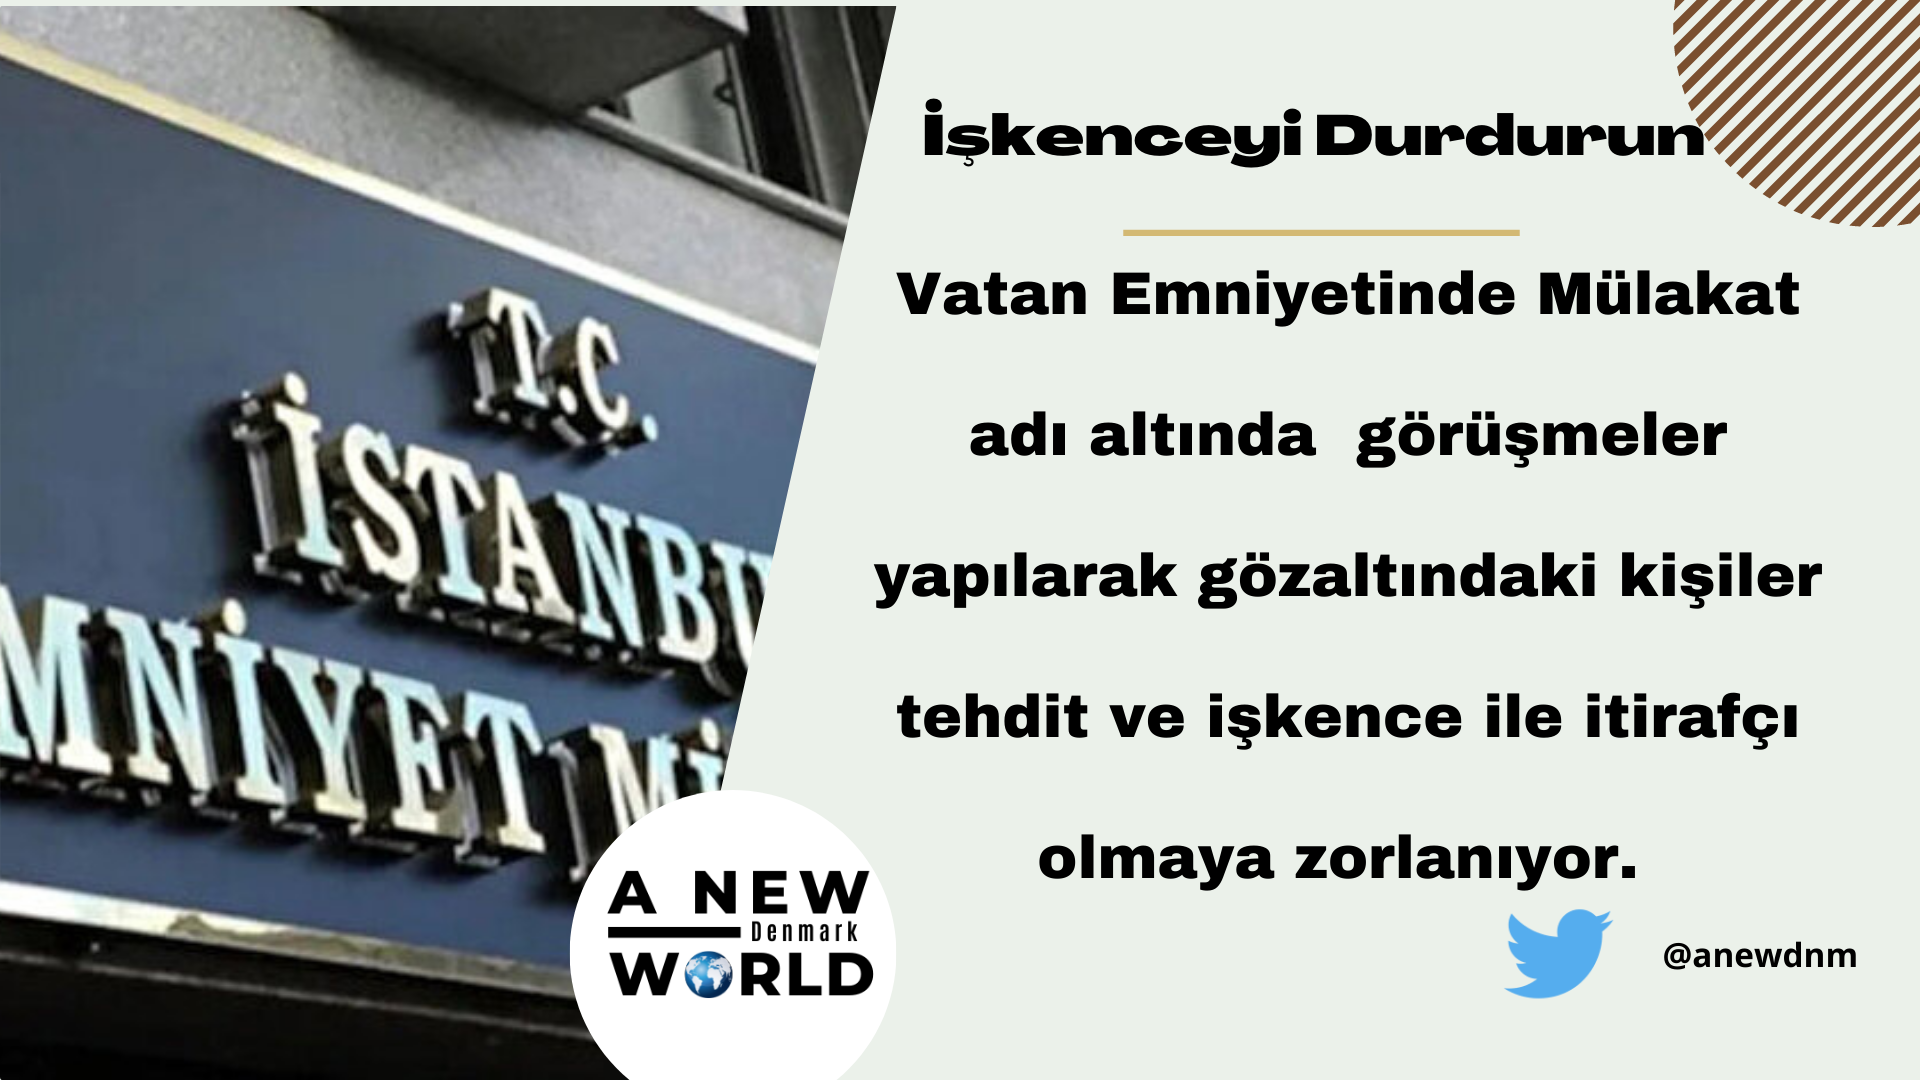 T.C.
İSTANBU
MNİYET Mü
İşkenceyi Durdurun
Vatan Emniyetinde Mülakat
adı altında görüşmeler
yapılarak gözaltındaki kişiler
tehdit ve işkence ile itirafçı
olmaya zorlanıyor.
A NEW
Denmark
WORLD
@anewdnm